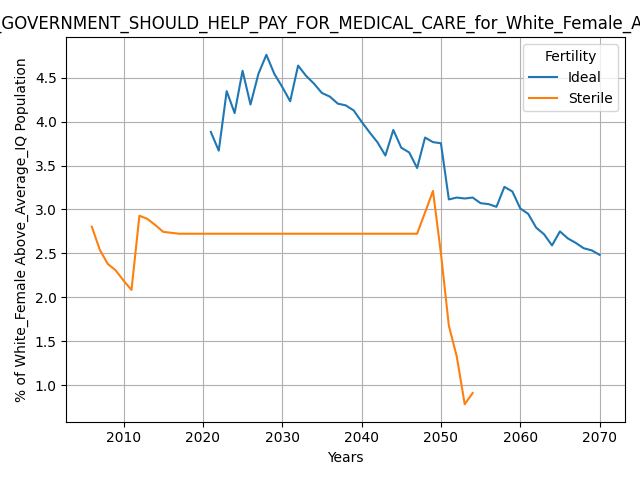 _GOVERNMENT_SHOULD_HELP_PAY_FOR_MEDICAL_CARE_for_White_Female_A
% of White_Female Above_Average_IQ Population
4.5
4.0
3.5
3.0
2.5
2.0
1.5
1.0
Fertility
Ideal
Sterile
2010 2020 2030 2040 2050 2060 2070
Years